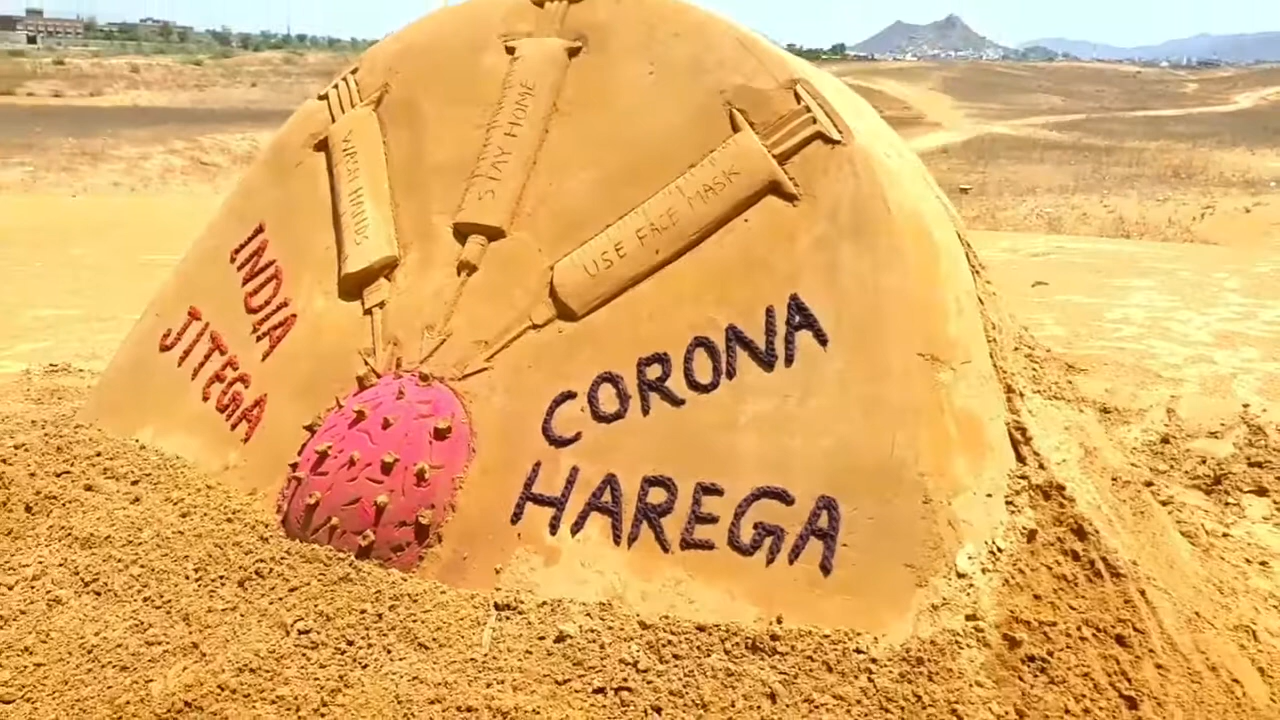 WASH HANDS
STAY HOME
USE FACE MASK
INDIA
JITEGA
CORONA
HAREGA